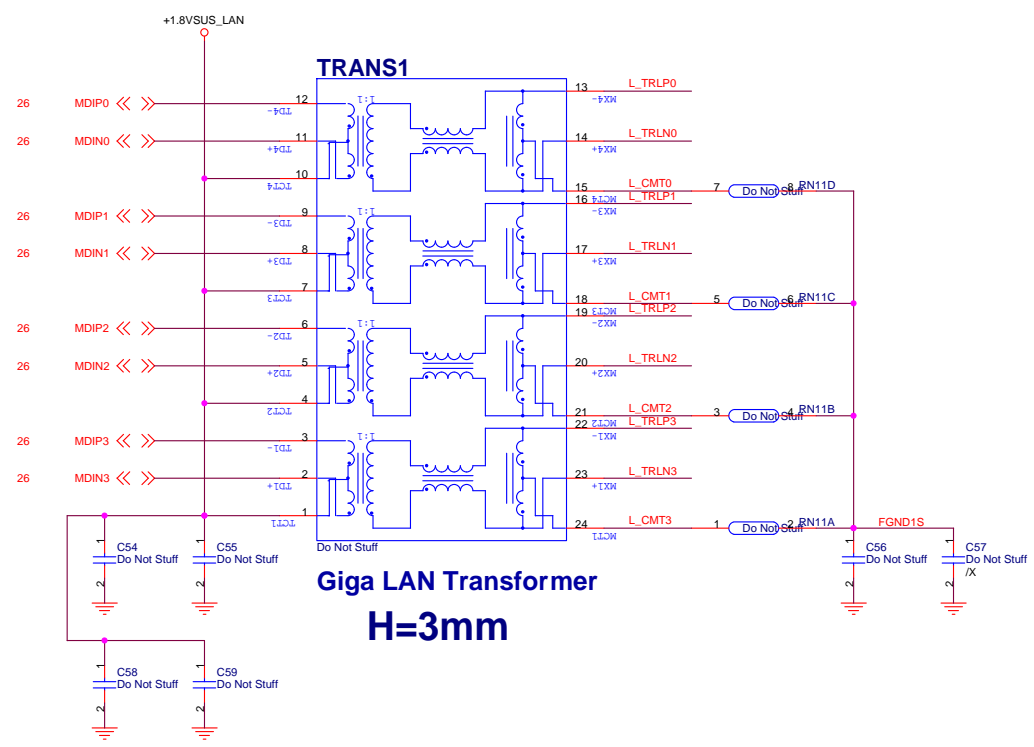 +1.8VSUS_LAN
TRANS1
26 MDIP0 12 TD4- 1:1 13 MX4- L_TRLP0
26 MDIN0 11 TD4+ 14 MX4+ L_TRLN0
10 TCT4 15 MCT4 L_CMT0 7 Do Not Stuff 8 RN11D
26 MDIP1 9 TD3- 1:1 16 MX3- L_TRLP1
26 MDIN1 8 TD3+ 17 MX3+ L_TRLN1
7 TCT3 18 MCT3 L_CMT1 5 Do Not Stuff 6 RN11C
26 MDIP2 6 TD2- 1:1 19 MX2- L_TRLP2
26 MDIN2 5 TD2+ 20 MX2+ L_TRLN2
4 TCT2 21 MCT2 L_CMT2 3 Do Not Stuff 4 RN11B
26 MDIP3 3 TD1- 1:1 22 MX1- L_TRLP3
26 MDIN3 2 TD1+ 23 MX1+ L_TRLN3
1 TCT1 24 MCT1 L_CMT3 1 Do Not Stuff 2 RN11A FGND1S
Do Not Stuff
1 C54 1 C55 1 C56 1 C57
Do Not Stuff Do Not Stuff Do Not Stuff Do Not Stuff
/X
2 2 2 2
Giga LAN Transformer
H=3mm
1 C58 1 C59
Do Not Stuff Do Not Stuff
2 2